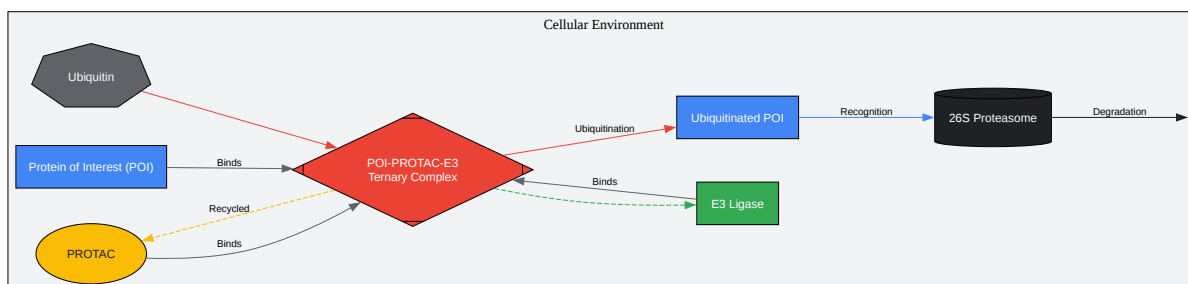 Cellular Environment
Ubiquitin
Protein of Interest (POI)
Binds
PROTAC
Recycled
Binds
POI-PROTAC-E3
Ternary Complex
Ubiquitination
Binds
Ubiquitinated POI
E3 Ligase
Recognition
26S Proteasome
Degradation